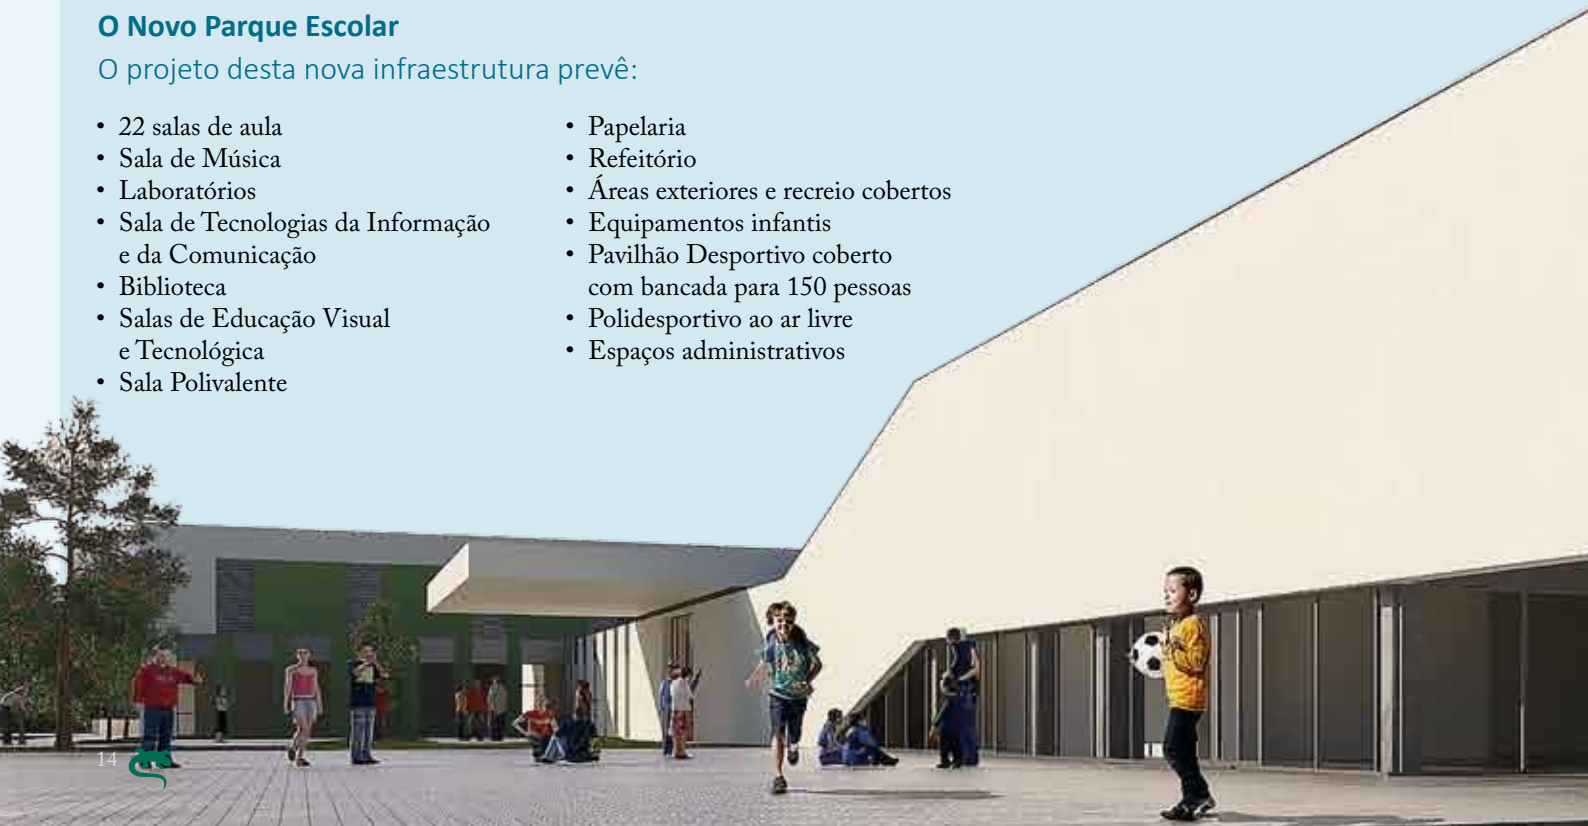 O Novo Parque Escolar
O projeto desta nova infraestrutura prevê:
• 22 salas de aula
• Sala de Música
• Laboratórios
• Sala de Tecnologias da Informação
e da Comunicação
• Biblioteca
• Salas de Educação Visual
e Tecnológica
• Sala Polivalente
• Papelaria
• Refeitório
• Áreas exteriores e recreio cobertos
• Equipamentos infantis
• Pavilhão Desportivo coberto
com bancada para 150 pessoas
• Polidesportivo ao ar livre
• Espaços administrativos
14